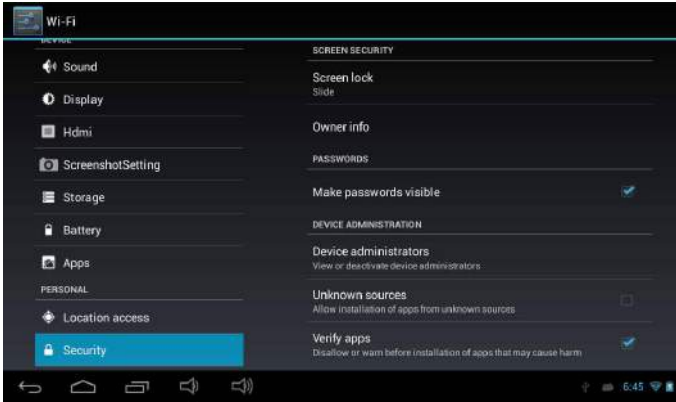 Wi-Fi
DEVICE
Sound
Display
Hdmi
ScreenshotSetting
Storage
Battery
Apps
PERSONAL
Location access
Security
SCREEN SECURITY
Screen lock
Slide
Owner info
PASSWORDS
Make passwords visible
DEVICE ADMINISTRATION
Device administrators
View or deactivate device administrators
Unknown sources
Allow installation of apps from unknown sources
Verify apps
Disallow or warn before installation of apps that may cause harm
6:45